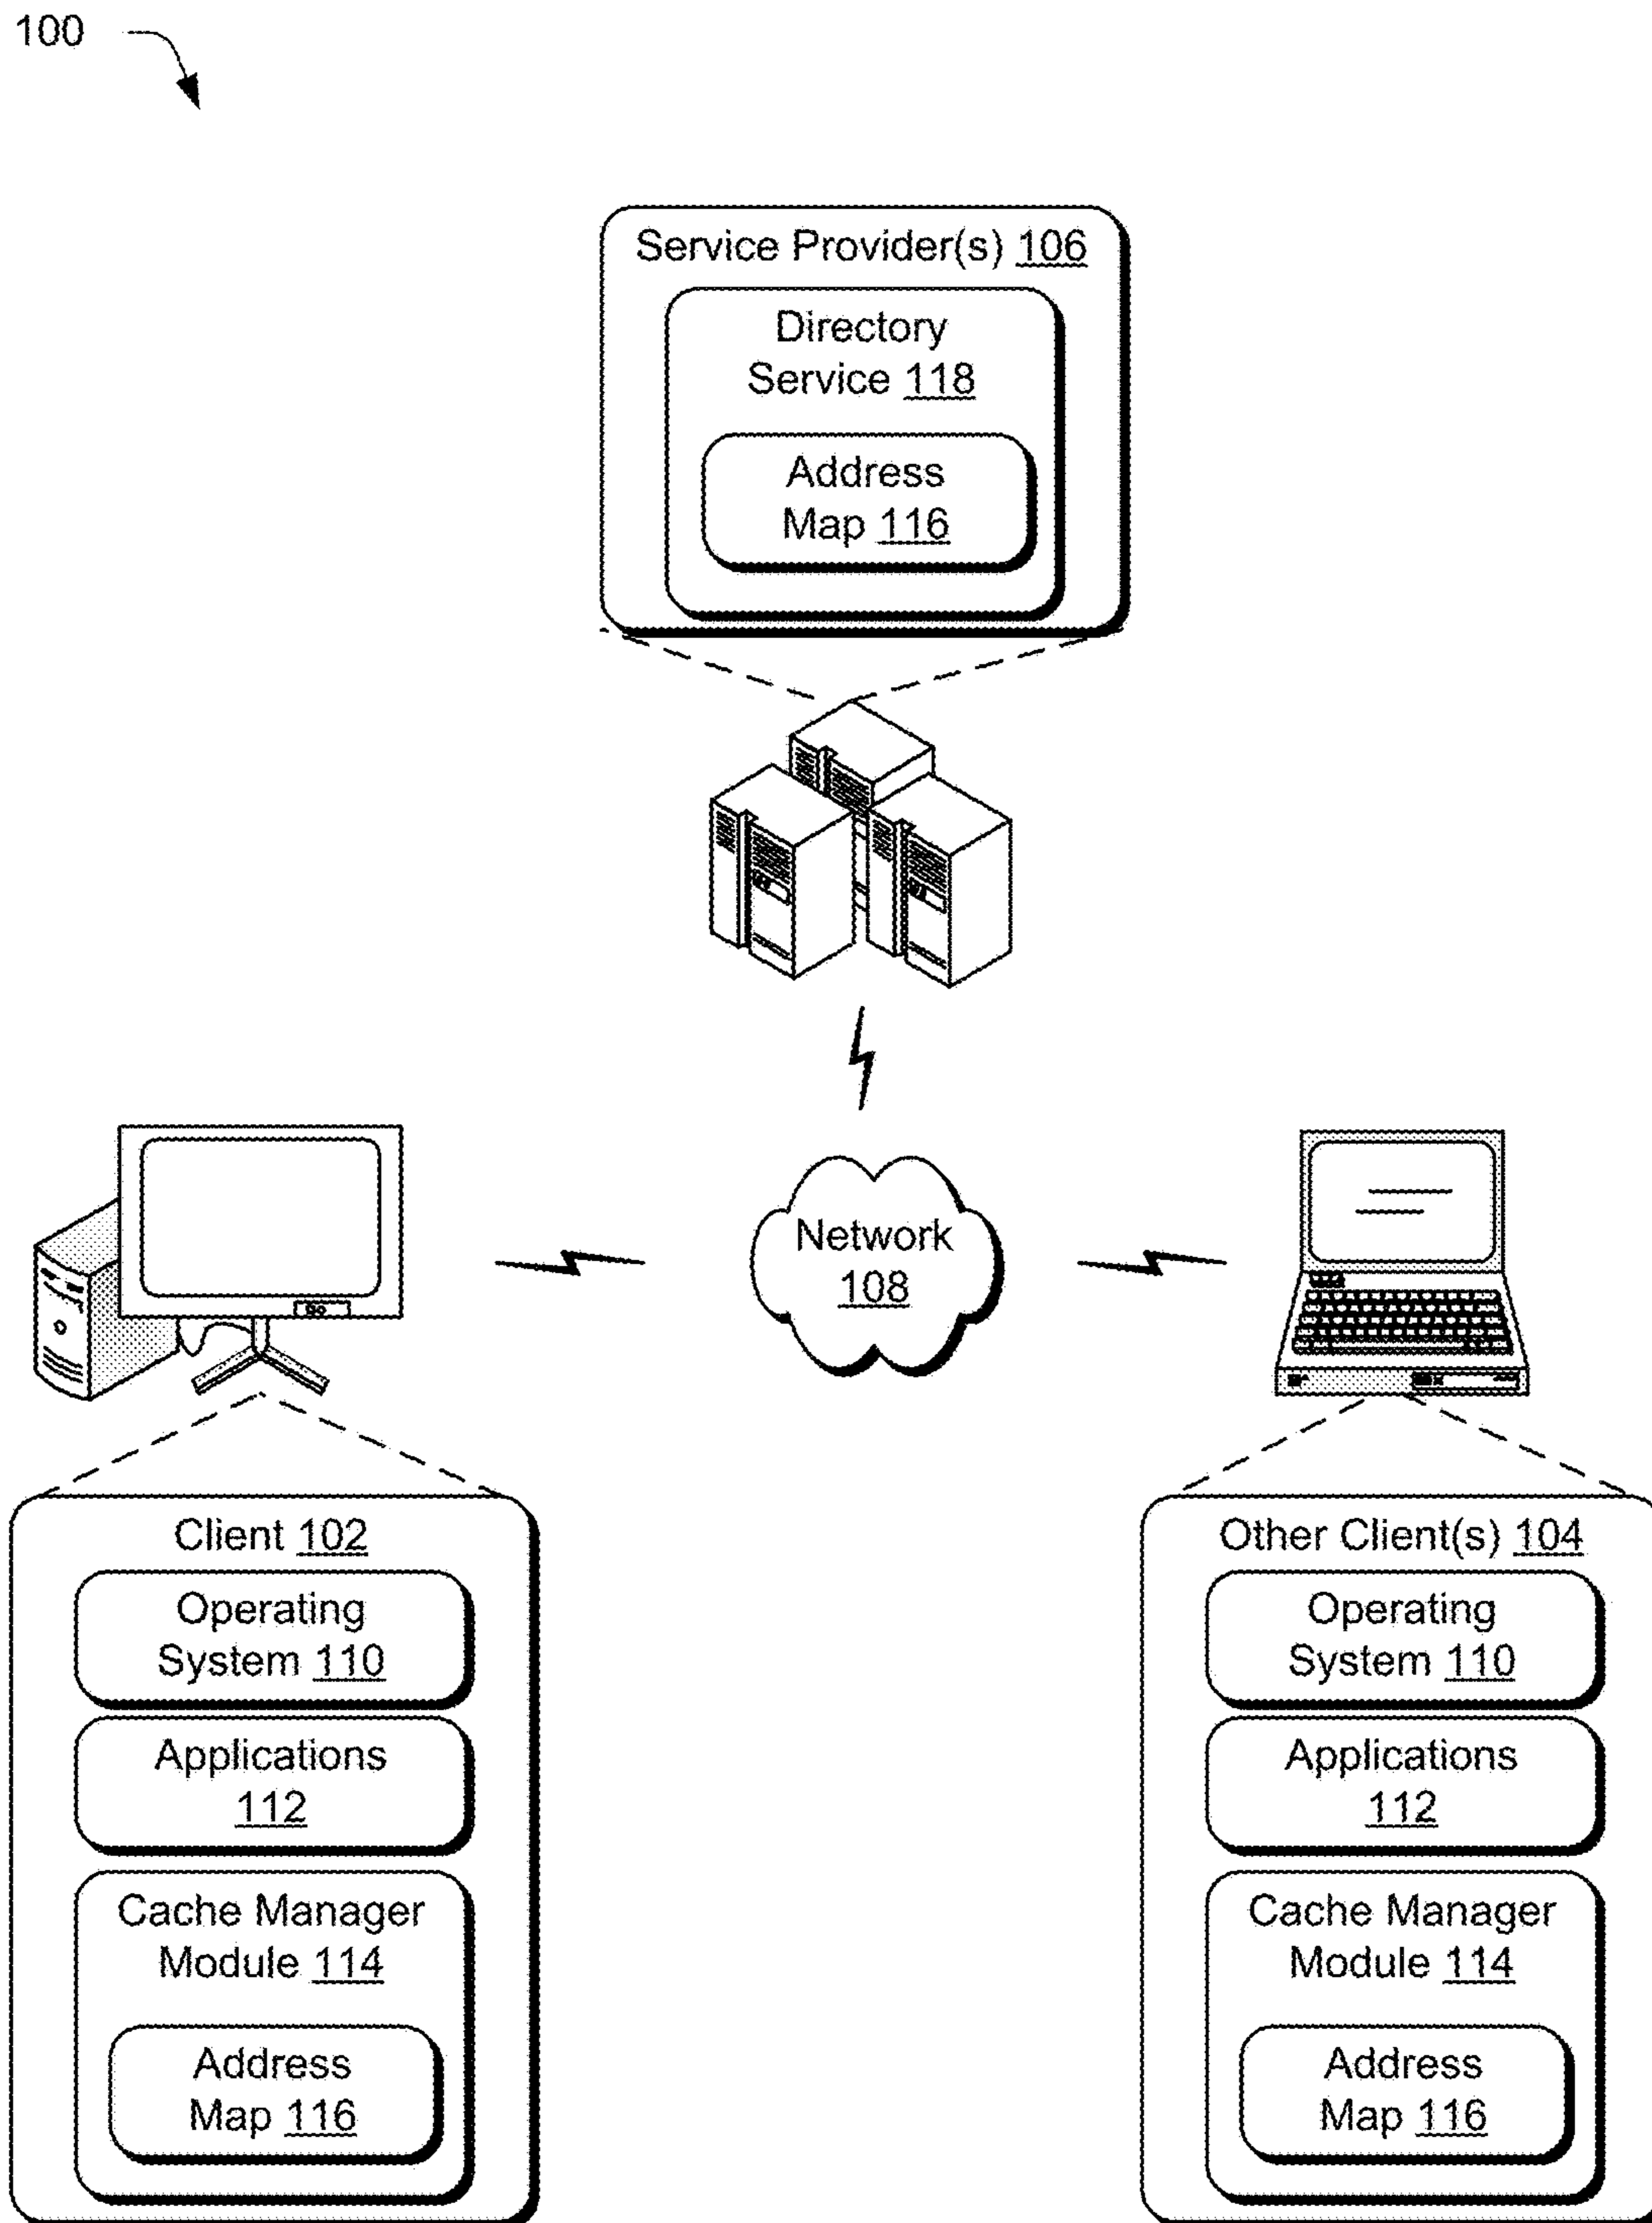 100
Service Provider(s) 106
Directory
Service 118
Address
Map 116
Network
108
Client 102
Operating
System 110
Applications
112
Cache Manager
Module 114
Address
Map 116
Other Client(s) 104
Operating
System 110
Applications
112
Cache Manager
Module 114
Address
Map 116